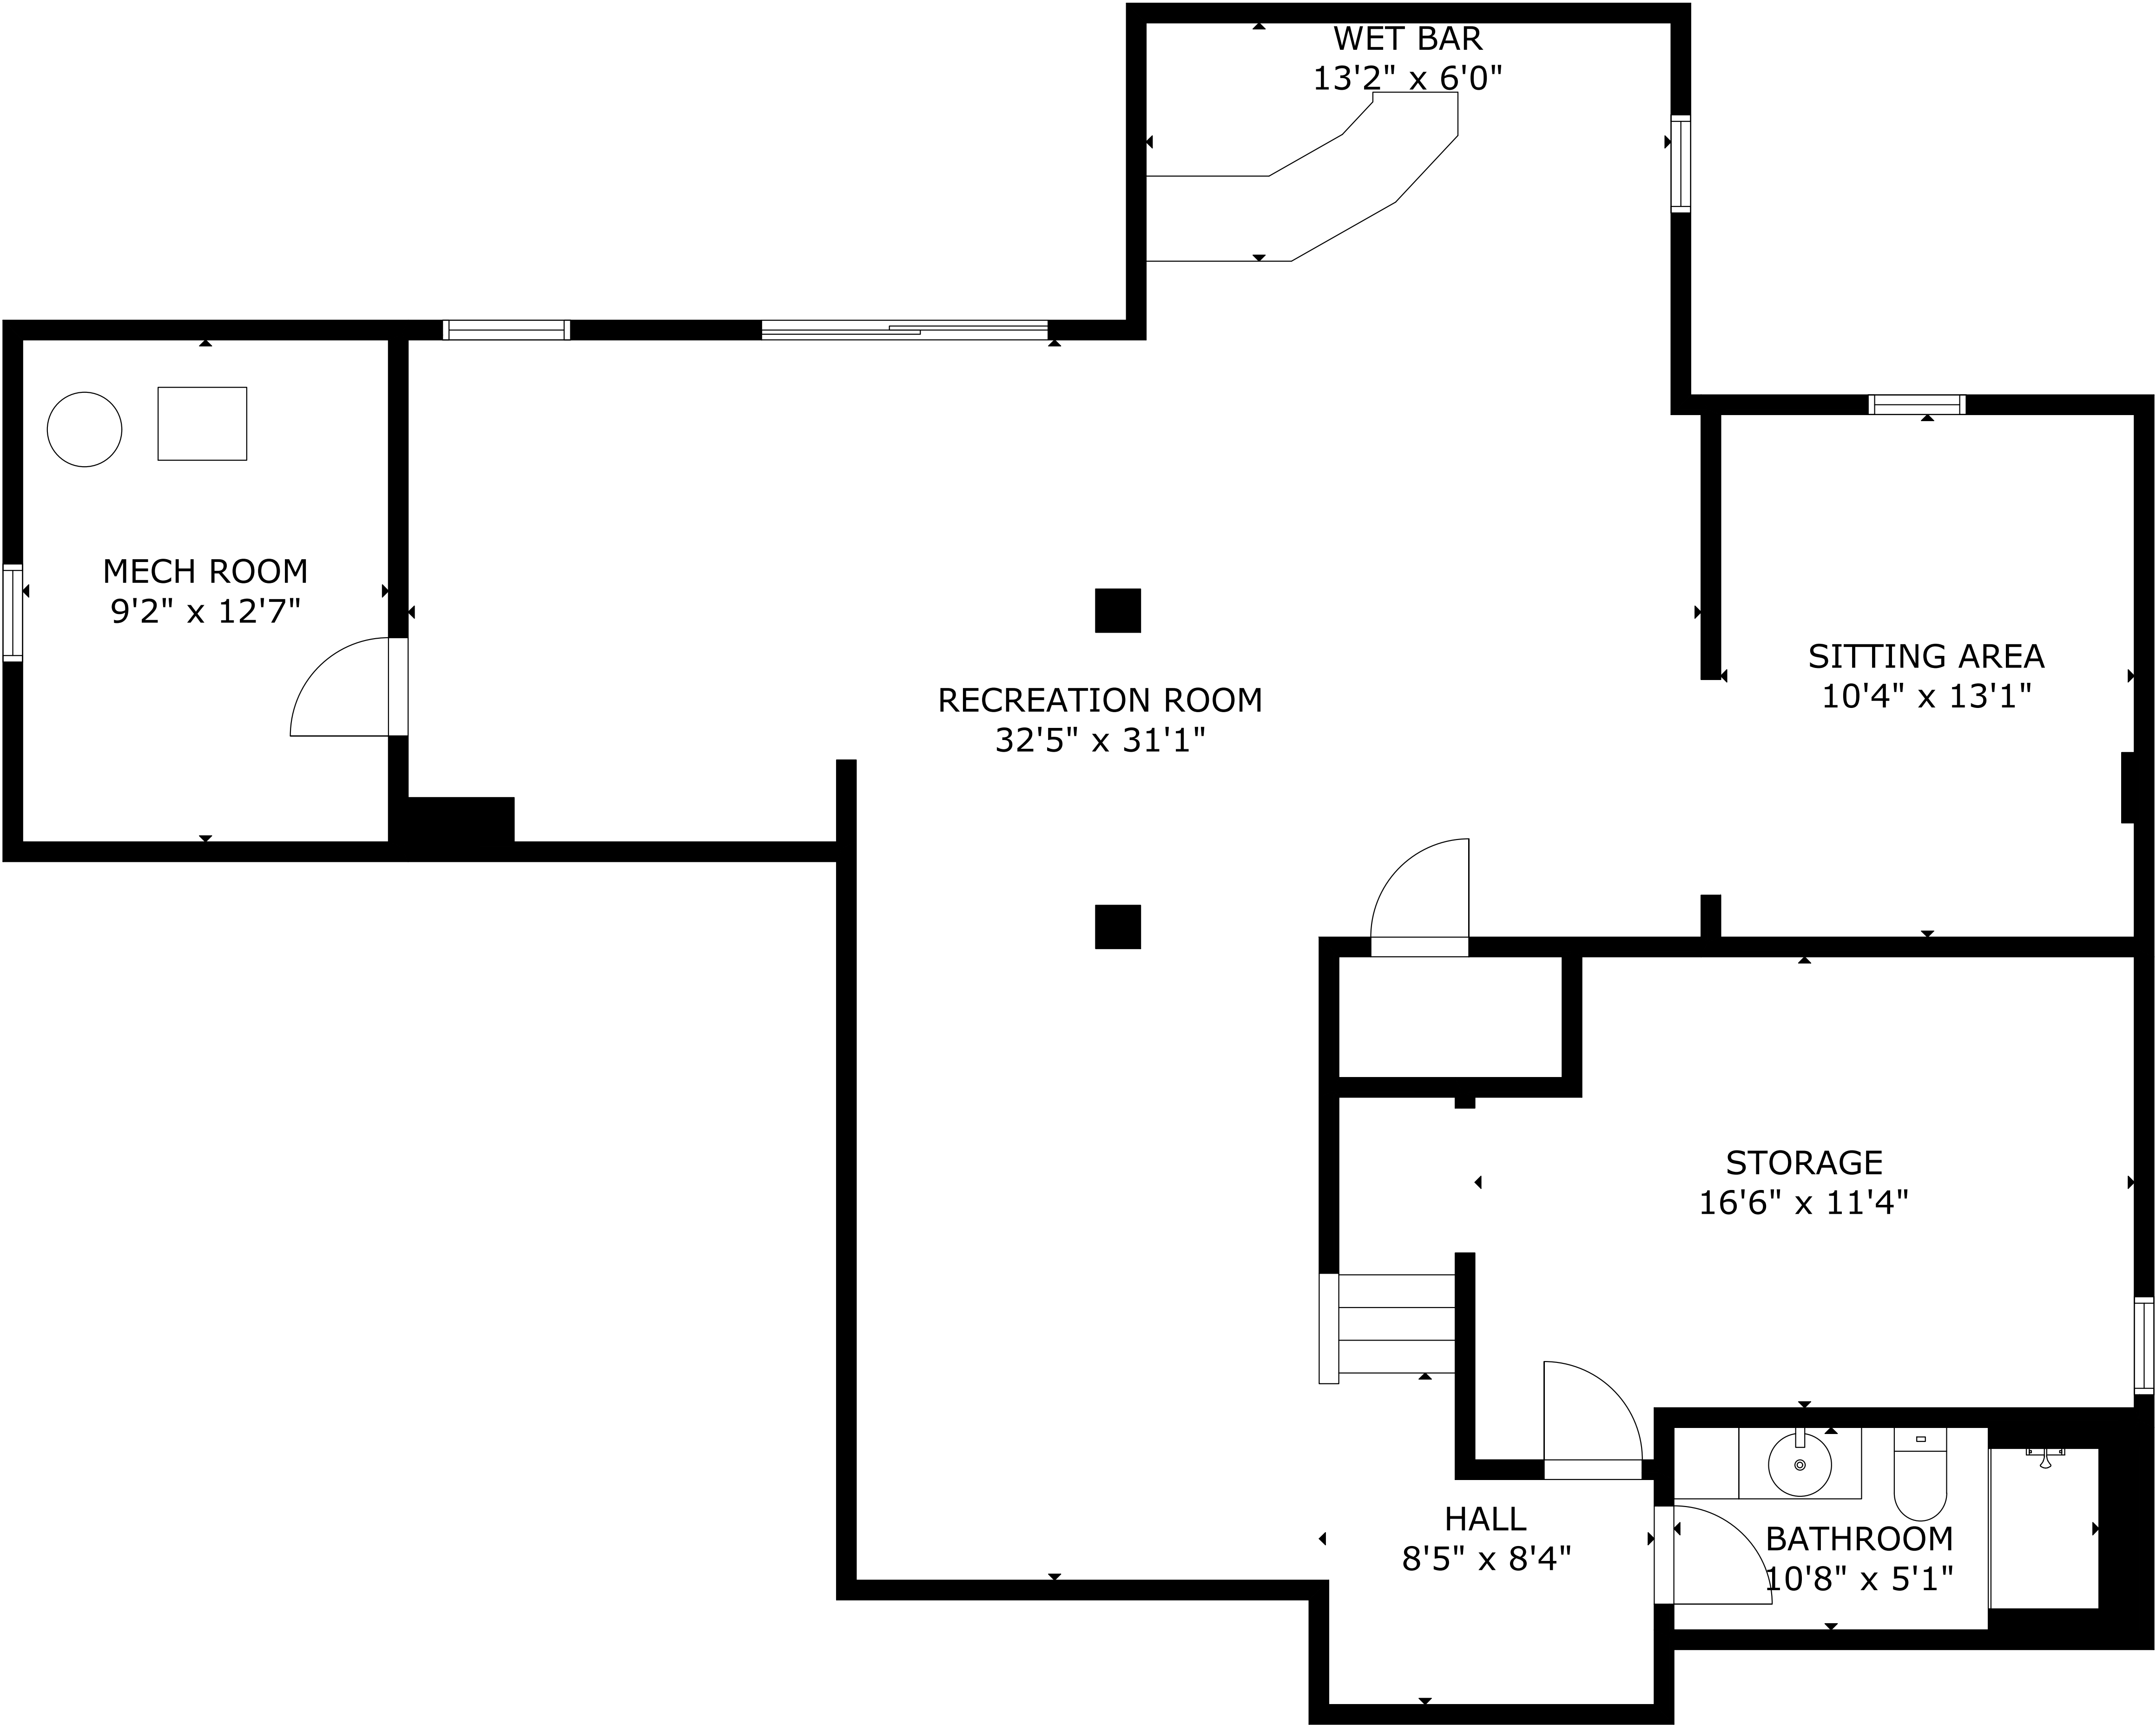 WET BAR
13'2" x 6'0"
MECH ROOM
9'2" x 12'7"
RECREATION ROOM
32'5" x 31'1"
SITTING AREA
10'4" x 13'1"
STORAGE
16'6" x 11'4"
HALL
8'5" x 8'4"
BATHROOM
10'8" x 5'1"